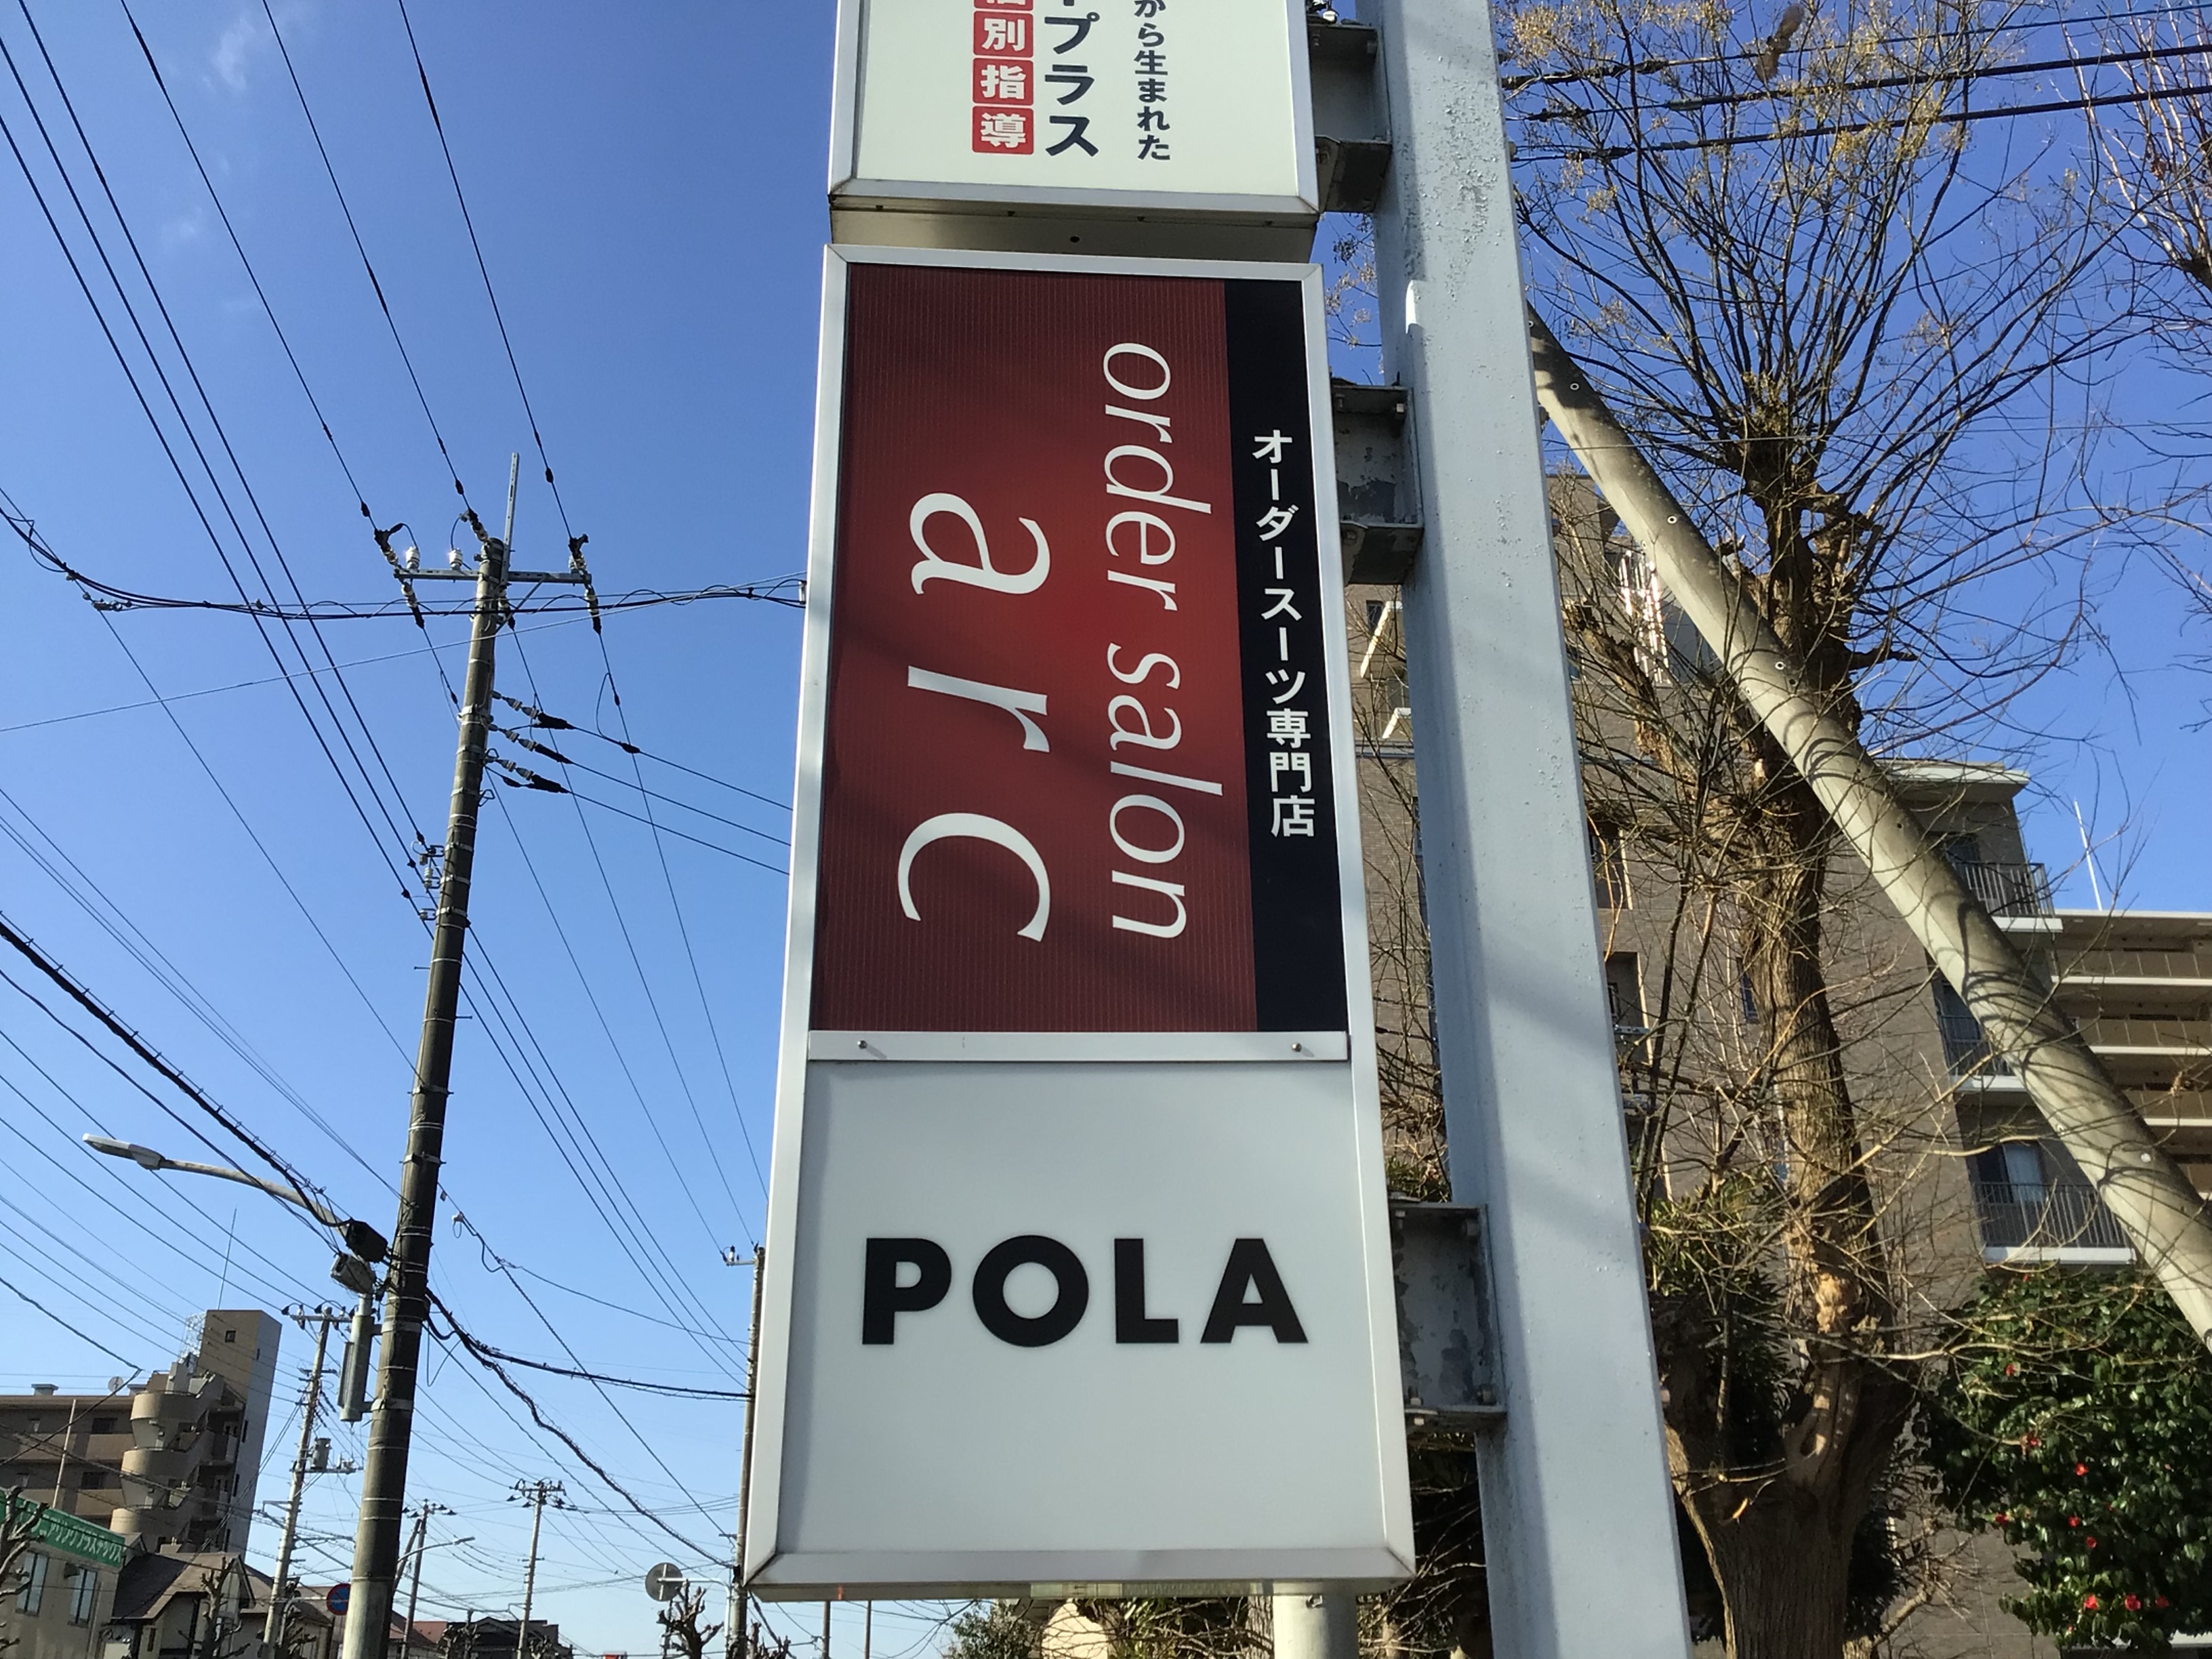 から生まれた
プラス
別指導
オーダースーツ専門店
order salon
arc
POLA